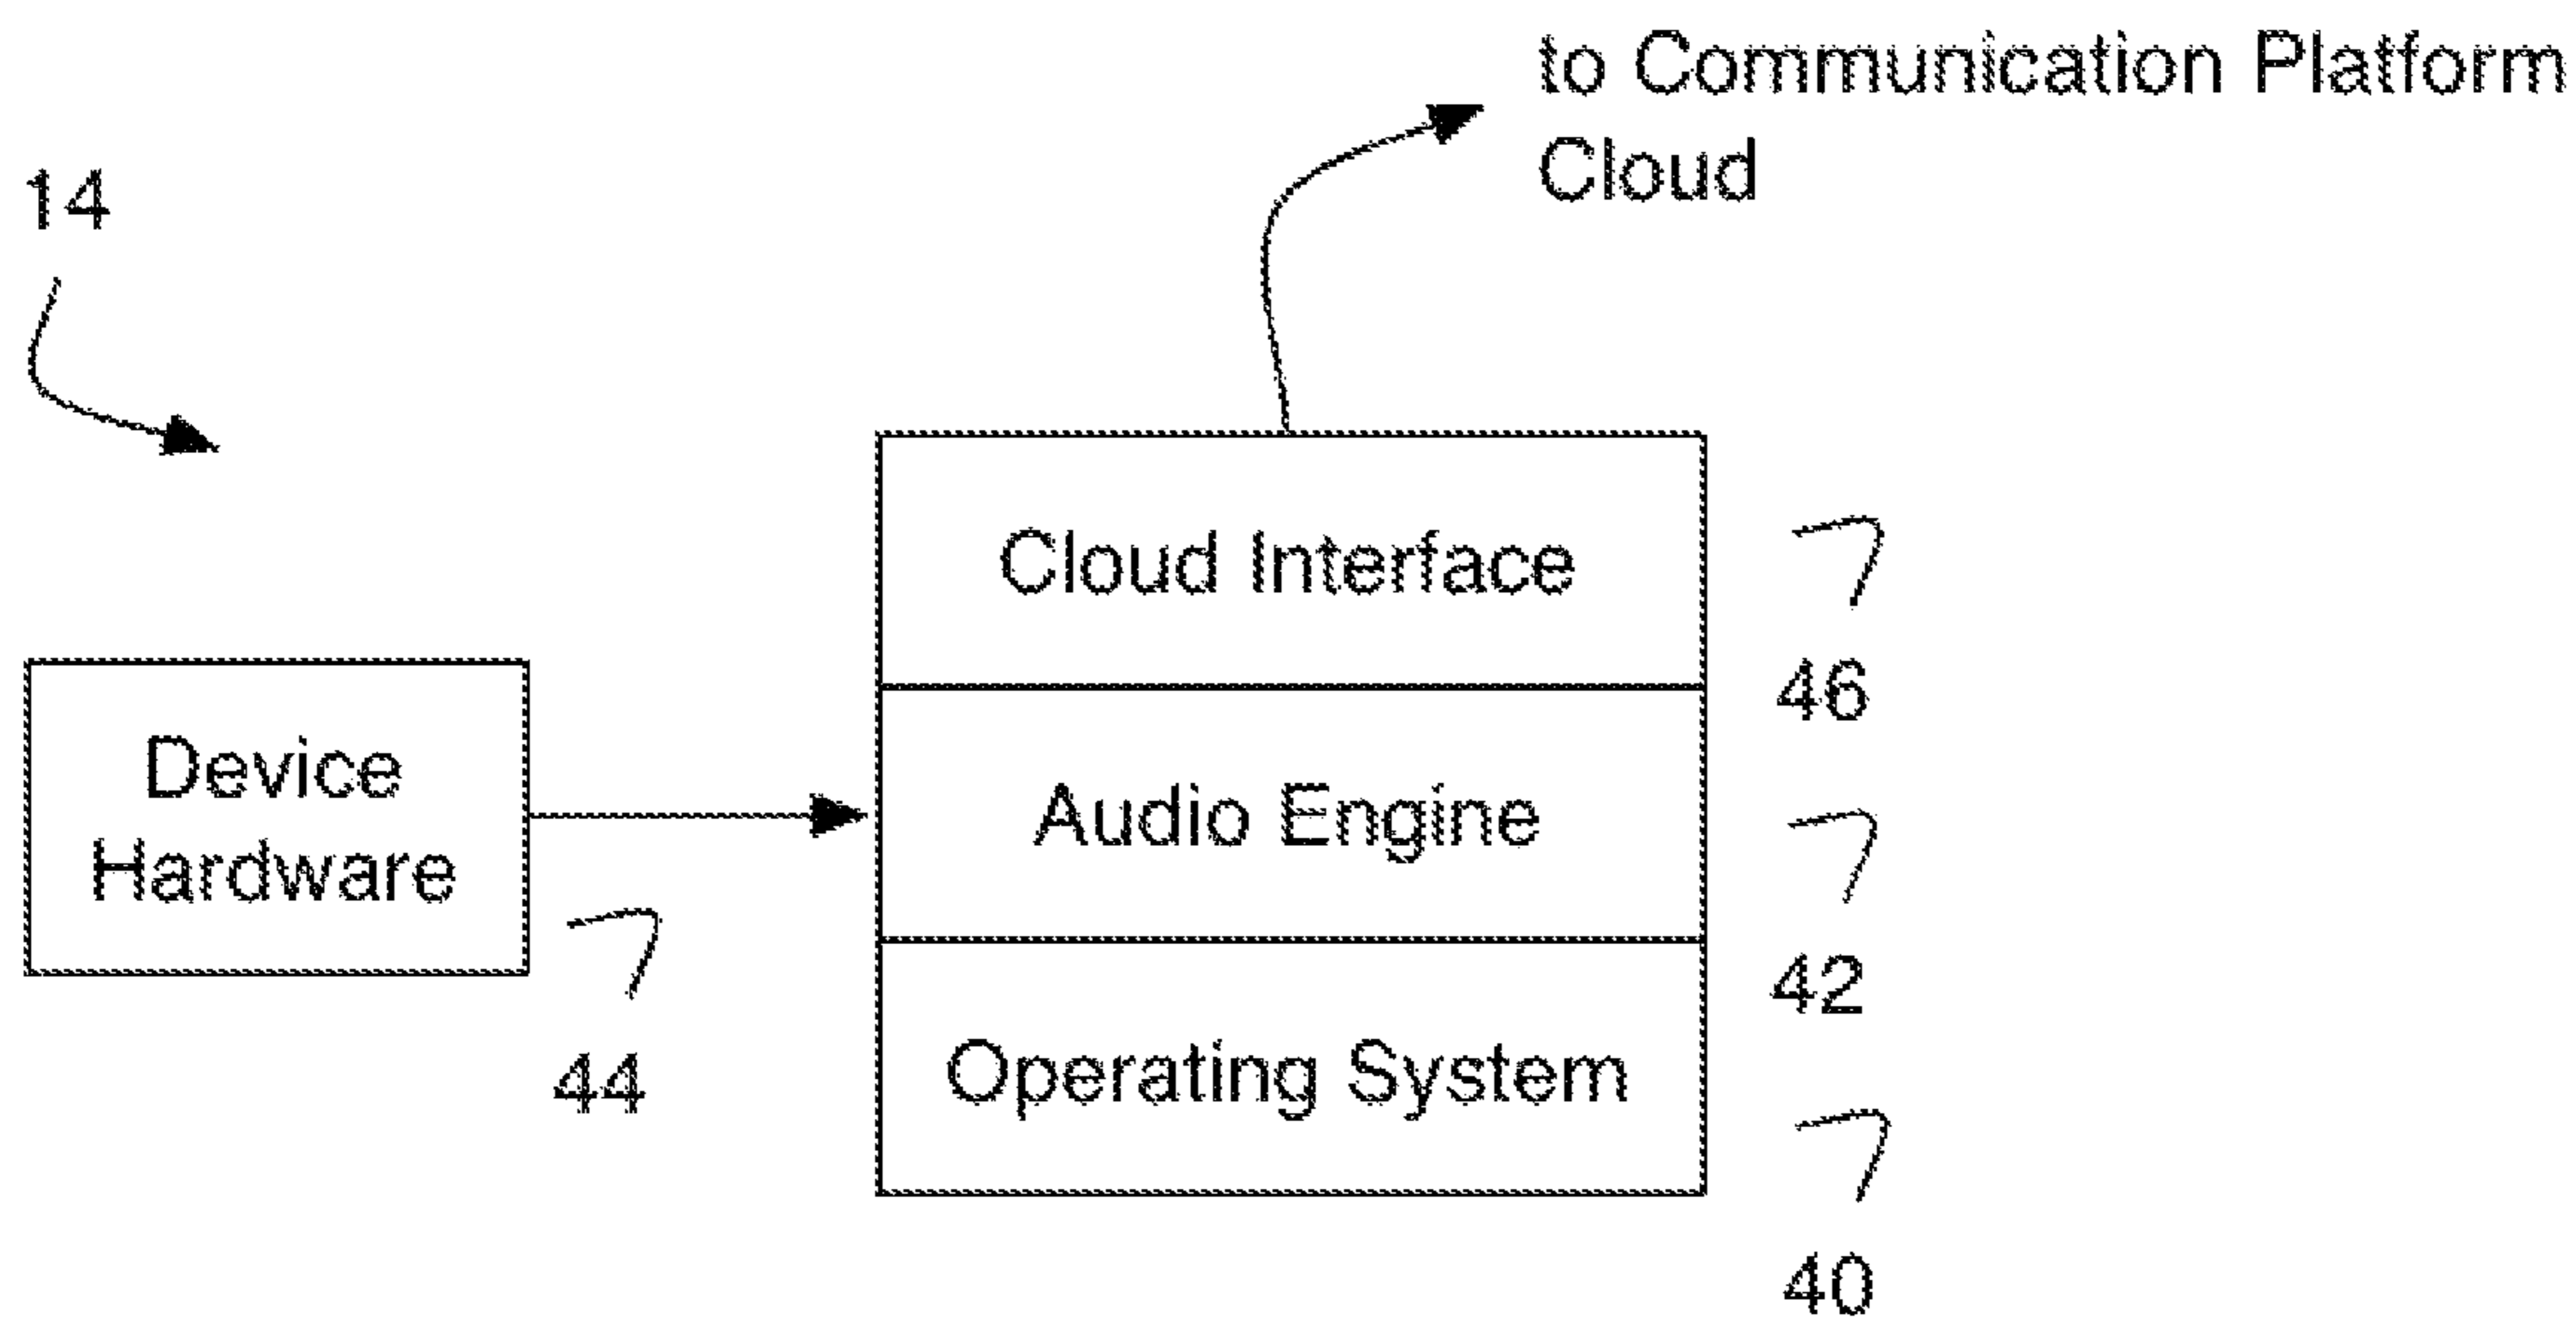 to Communication Platform
Cloud
14
Cloud Interface
46
Device
Hardware
44
Audio Engine
42
Operating System
40